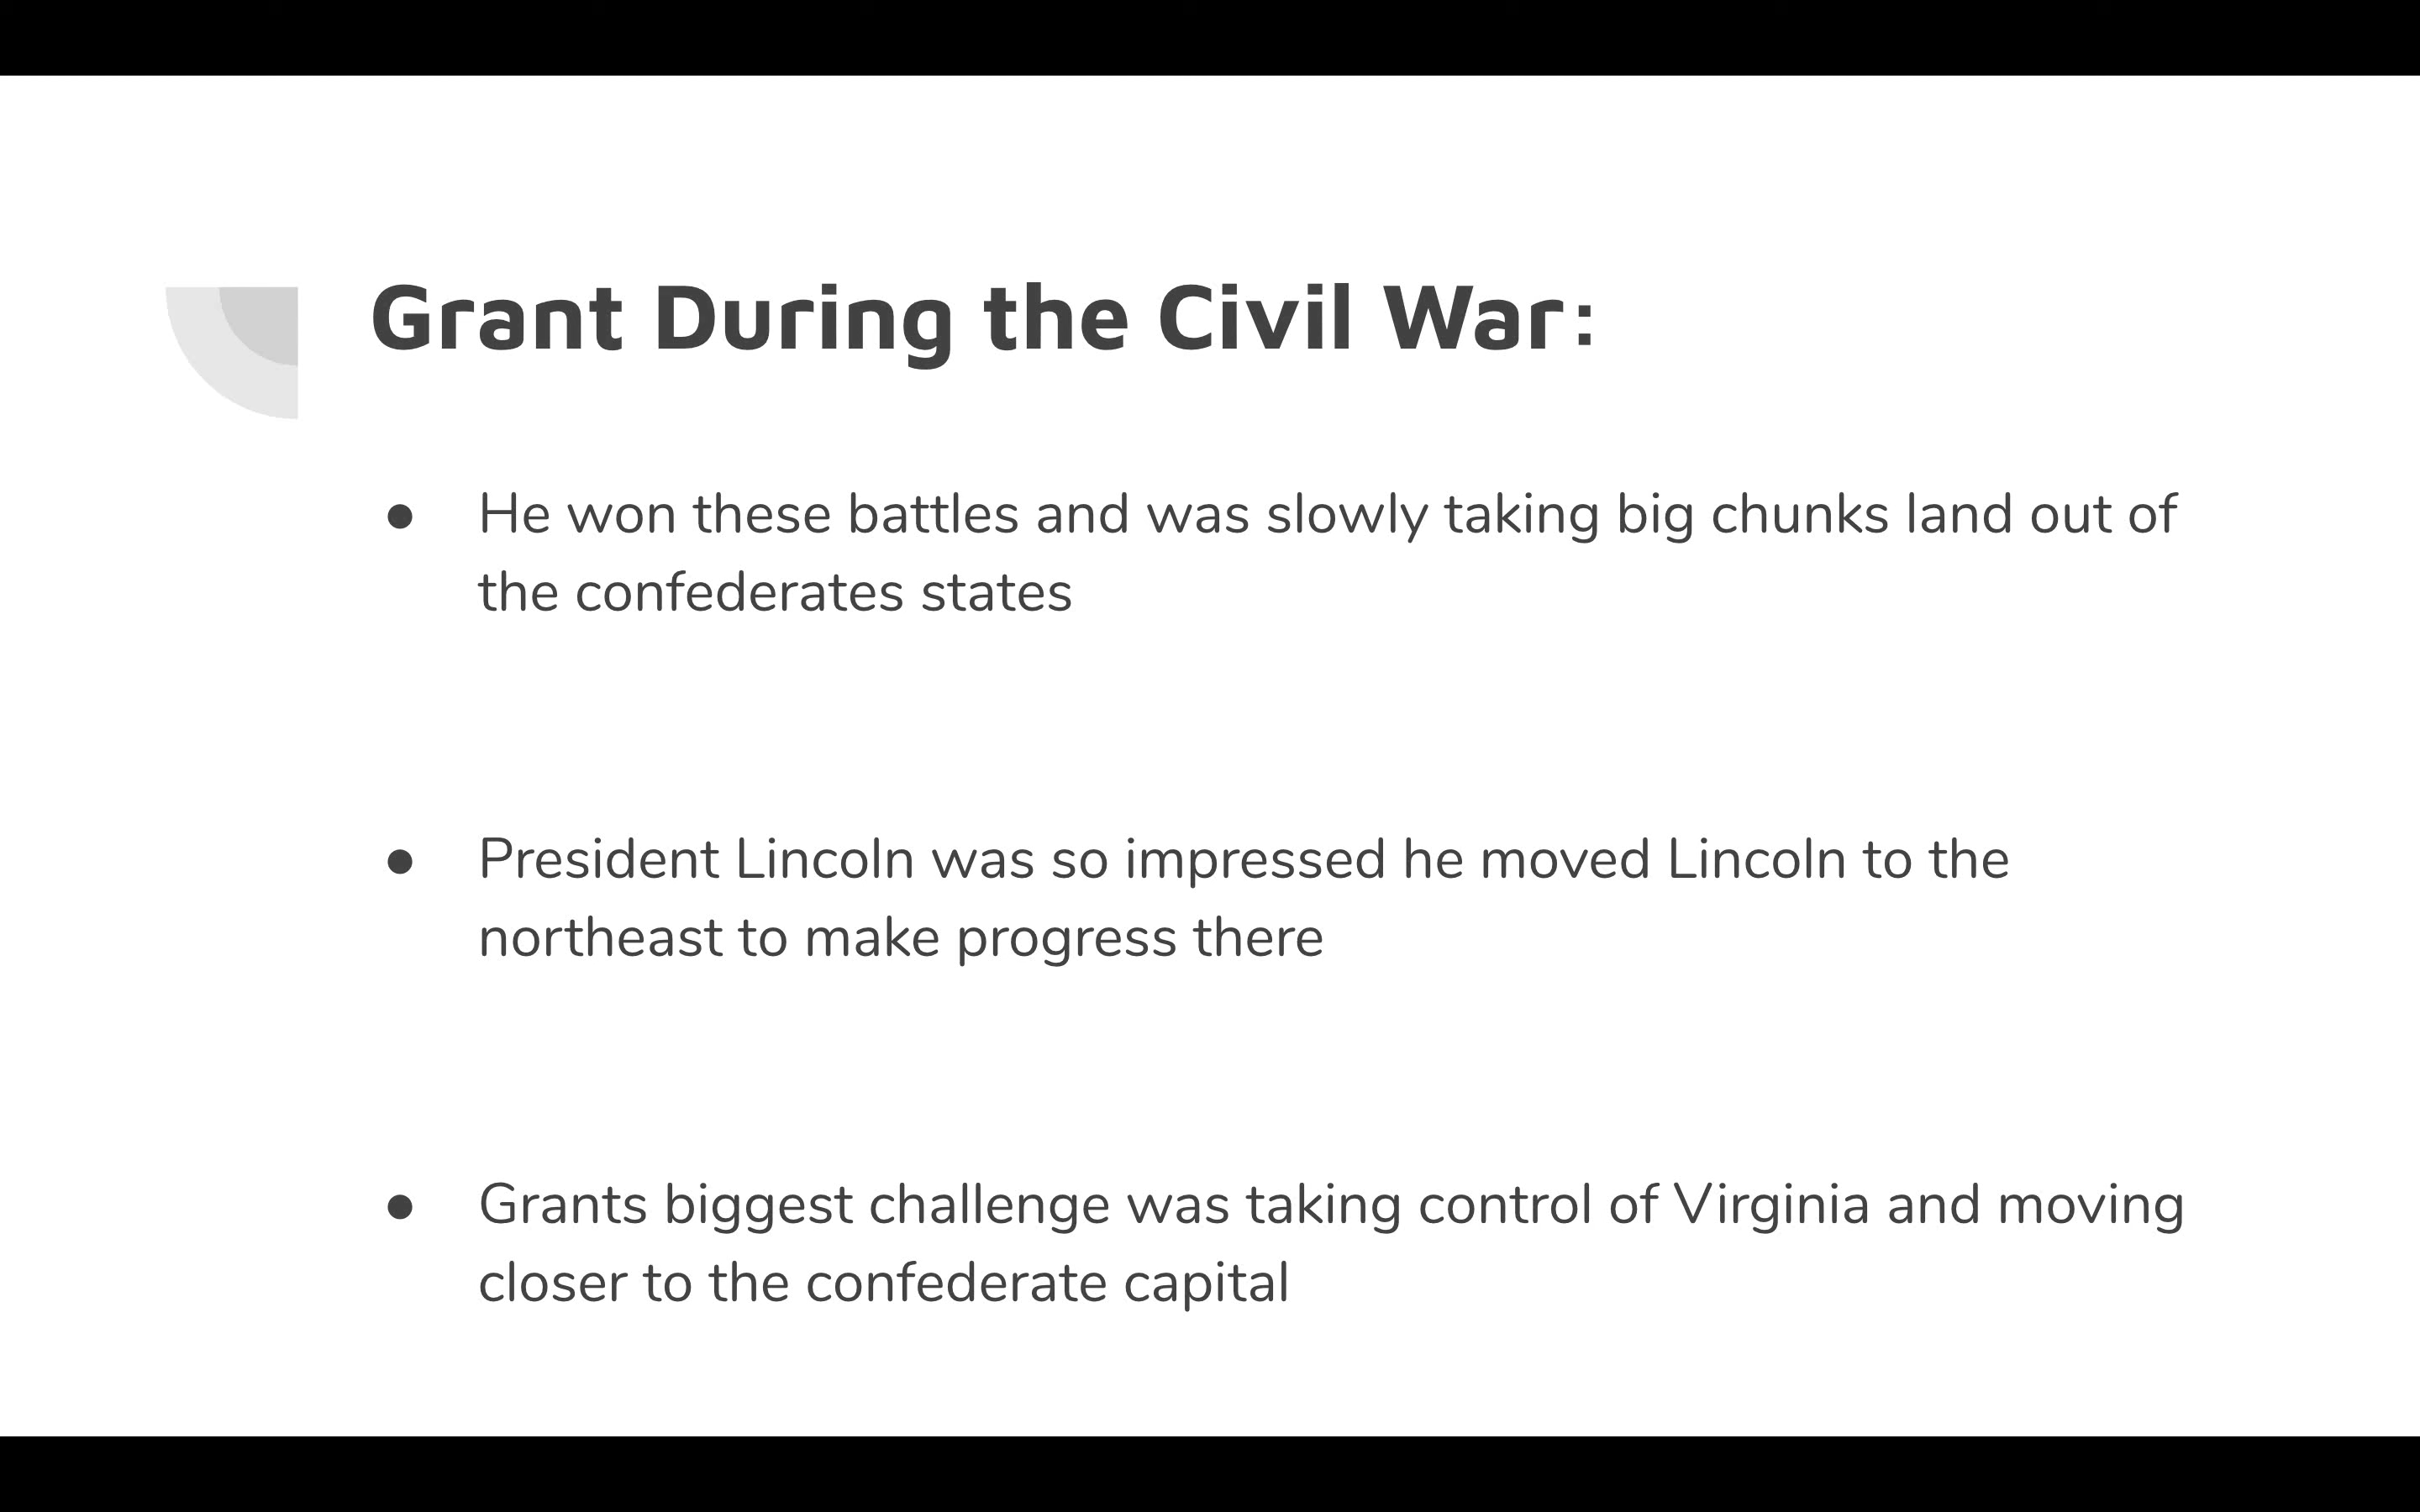 Grant During the Civil War:
● He won these battles and was slowly taking big chunks land out of
the confederates states
● President Lincoln was so impressed he moved Lincoln to the
northeast to make progress there
● Grants biggest challenge was taking control of Virginia and moving
closer to the confederate capital